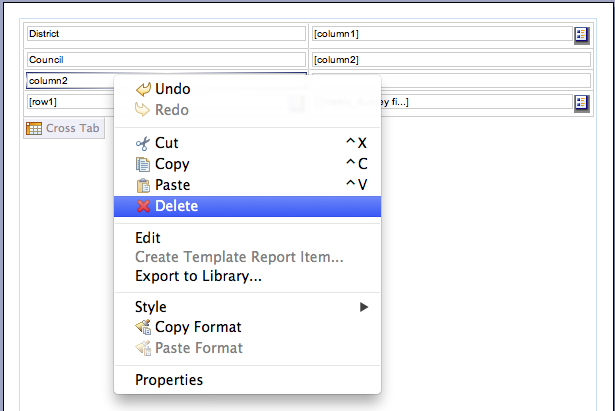 District [column1]
Council [column2]
column2
[row1] fi...]
Cross Tab
Undo
Redo
Cut ^X
Copy ^C
Paste ^V
Delete
Edit
Create Template Report Item...
Export to Library...
Style
Copy Format
Paste Format
Properties